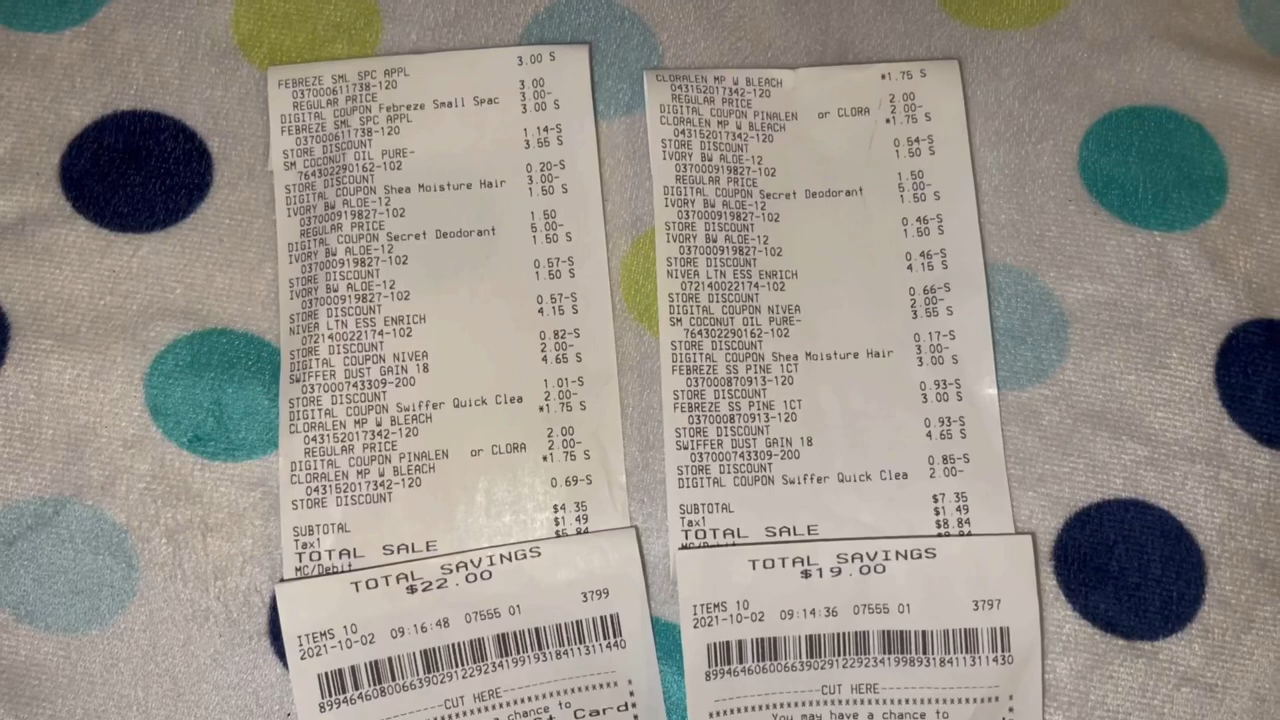 FEBREZE SML SPC APPL 3.00 S
037000611738-120
REGULAR PRICE 3.00
DIGITAL COUPON Febreze Small Spac 3.00-
FEBREZE SML SPC APPL 3.00 S
037000611738-120
STORE DISCOUNT 1.14-S
SM COCONUT OIL PURE- 3.55 S
764302290162-102
STORE DISCOUNT 0.20-S
DIGITAL COUPON Shea Moisture Hair 3.00-
IVORY BW ALOE-12 1.50 S
037000919827-102
REGULAR PRICE 1.50
DIGITAL COUPON Secret Deodorant 5.00-
IVORY BW ALOE-12 1.50 S
037000919827-102
STORE DISCOUNT 0.57-S
IVORY BW ALOE-12 1.50 S
037000919827-102
STORE DISCOUNT 0.57-S
NIVEA LTN ESS ENRICH 4.15 S
072140022174-102
STORE DISCOUNT 0.82-S
DIGITAL COUPON NIVEA 2.00-
SWIFFER DUST GAIN 18 4.65 S
037000743309-200
STORE DISCOUNT 1.01-S
DIGITAL COUPON Swiffer Quick Clea 2.00-
CLORALEN MP W BLEACH *1.75 S
043152017342-120
REGULAR PRICE 2.00
DIGITAL COUPON PINALEN or CLORA 2.00-
CLORALEN MP W BLEACH *1.75 S
043152017342-120
STORE DISCOUNT 0.69-S
SUBTOTAL $4.35
Tax1 $1.49
TOTAL SALE $5.84
MC/Debit
TOTAL SAVINGS
$22.00
ITEMS 10
2021-10-02 09:16:48 07555 01 3799
8994646080066390291229234199193184113114​40
CUT HERE
a chance to
Card
CLORALEN MP W BLEACH *1.75 S
043152017342-120
REGULAR PRICE 2.00
DIGITAL COUPON PINALEN or CLORA 2.00-
CLORALEN MP W BLEACH *1.75 S
043152017342-120
STORE DISCOUNT 0.54-S
IVORY BW ALOE-12 1.50 S
037000919827-102
REGULAR PRICE 1.50
DIGITAL COUPON Secret Deodorant 5.00-
IVORY BW ALOE-12 1.50 S
037000919827-102
STORE DISCOUNT 0.46-S
IVORY BW ALOE-12 1.50 S
037000919827-102
STORE DISCOUNT 0.46-S
NIVEA LTN ESS ENRICH 4.15 S
072140022174-102
STORE DISCOUNT 0.66-S
DIGITAL COUPON NIVEA 2.00-
SM COCONUT OIL PURE- 3.55 S
764302290162-102
STORE DISCOUNT 0.17-S
DIGITAL COUPON Shea Moisture Hair 3.00-
FEBREZE SS PINE 1CT 3.00 S
037000870913-120
STORE DISCOUNT 0.93-S
FEBREZE SS PINE 1CT 3.00 S
037000870913-120
STORE DISCOUNT 0.93-S
SWIFFER DUST GAIN 18 4.65 S
037000743309-200
STORE DISCOUNT 0.85-S
DIGITAL COUPON Swiffer Quick Clea 2.00-
SUBTOTAL $7.35
Tax1 $1.49
TOTAL SALE $8.84
TOTAL SAVINGS
$19.00
ITEMS 10
2021-10-02 09:14:36 07555 01 3797
8994646060066390291229234199893184113114​30
CUT HERE
You may have a chance to